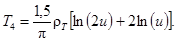 T₄ = 1,5/π ρ_T [ln(2u) + 2ln(u)].